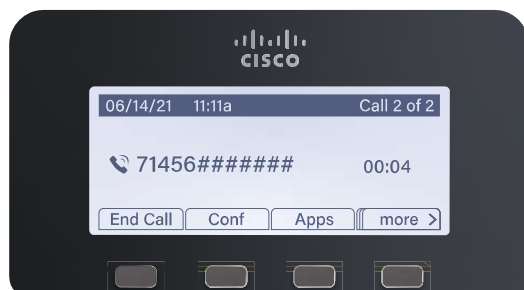 CISCO
06/14/21 11:11a Call 2 of 2
71456####### 00:04
End Call Conf Apps more >